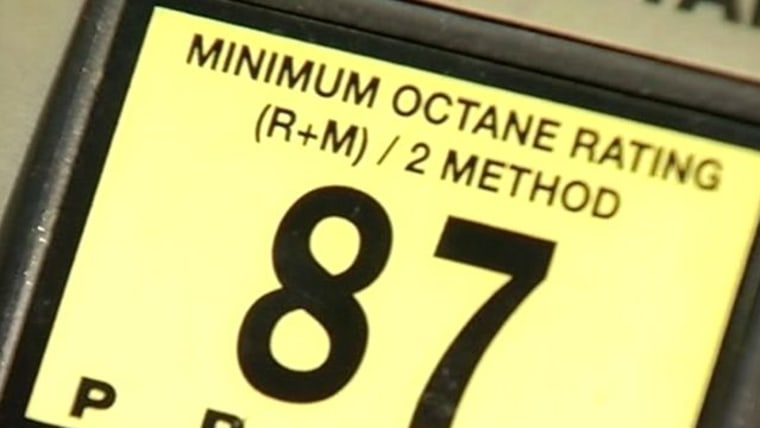 MINIMUM OCTANE RATING
(R+M) / 2 METHOD
87
P